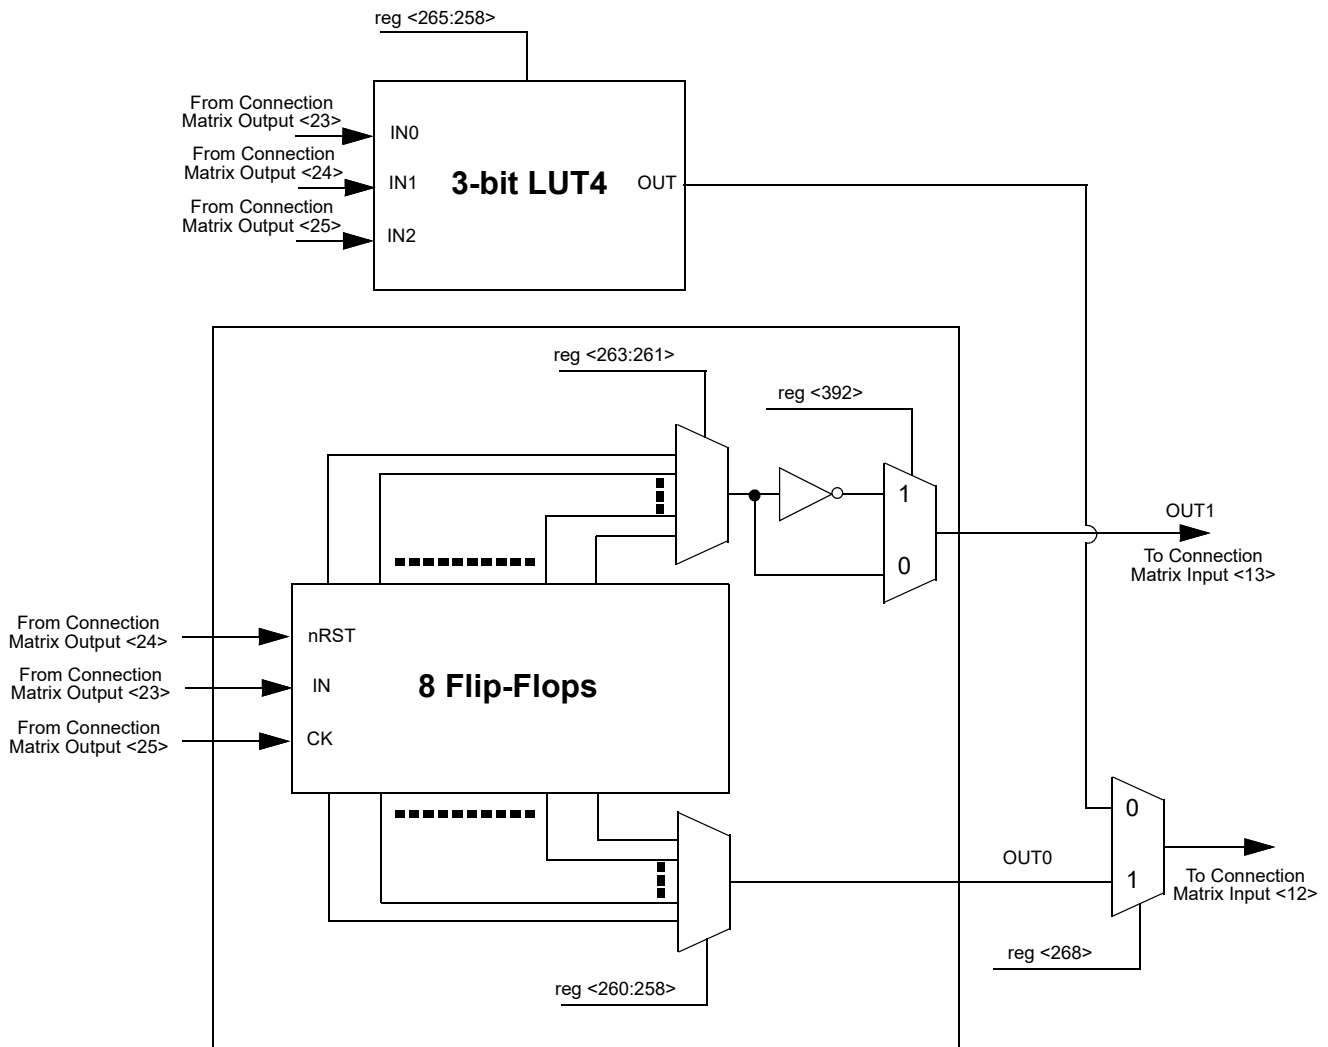 reg <265:258>
From Connection
Matrix Output <23>
IN0
From Connection
Matrix Output <24>
IN1
3-bit LUT4
OUT
From Connection
Matrix Output <25>
IN2
reg <263:261>
reg <392>
1
OUT1
0
To Connection
Matrix Input <13>
From Connection
Matrix Output <24>
nRST
From Connection
Matrix Output <23>
IN
8 Flip-Flops
From Connection
Matrix Output <25>
CK
0
OUT0
1
To Connection
Matrix Input <12>
reg <268>
reg <260:258>